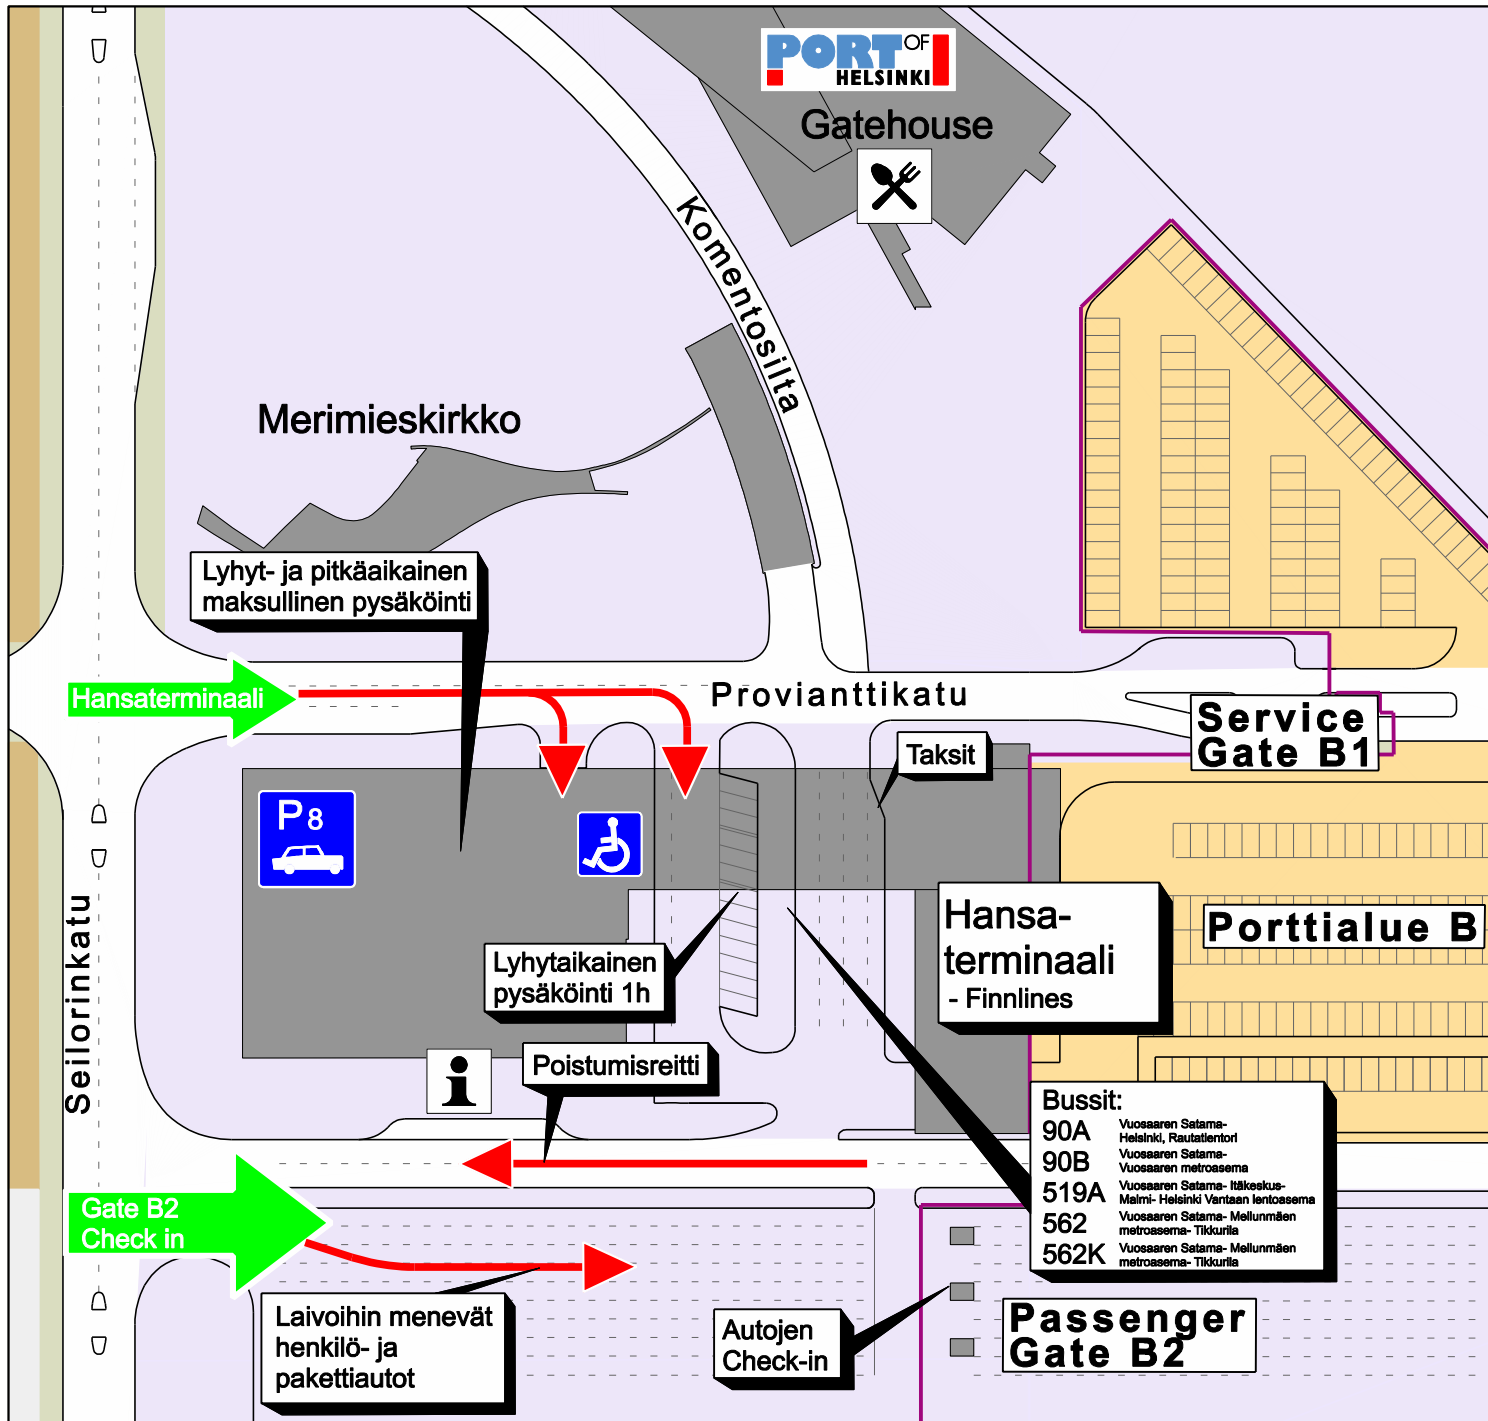 PORT OF
HELSINKI
Gatehouse
Komentosilta
Merimieskirkko
Lyhyt- ja pitkäaikainen
maksullinen pysäköinti
Hansaterminaali
Provianttikatu
Service
Gate B1
Taksit
P8
Hansa-
terminaali
- Finnlines
Porttialue B
Lyhytaikainen
pysäköinti 1h
Seilorinkatu
Poistumisreitti
i
Bussit:
90A Vuosaaren Satama-
Helsinki, Rautatientori
90B Vuosaaren Satama-
Vuosaaren metroasema
519A Vuosaaren Satama- Itäkeskus-
Malmi- Helsinki Vantaan lentoasema
562 Vuosaaren Satama- Mellunmäen
metroasema- Tikkurila
562K Vuosaaren Satama- Mellunmäen
metroasema- Tikkurila
Gate B2
Check in
Laivoihin menevät
henkilö- ja
pakettiautot
Autojen
Check-in
Passenger
Gate B2